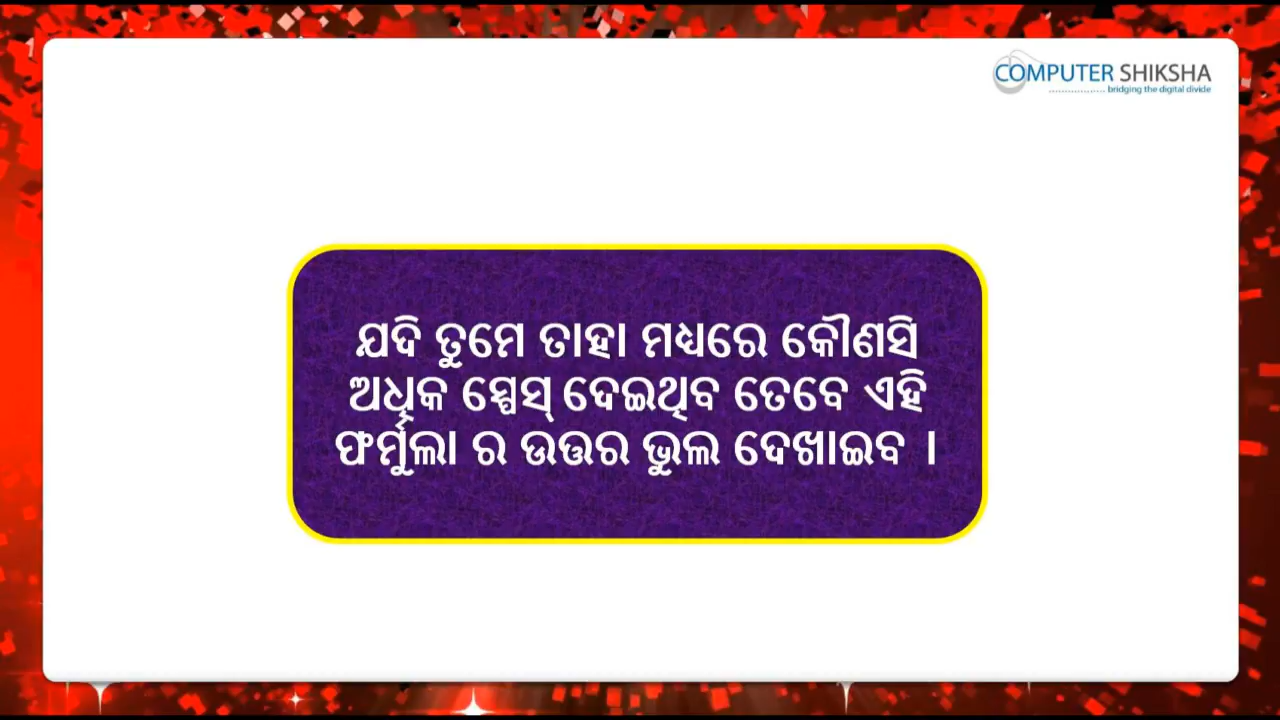 COMPUTER SHIKSHA
bridging the digital divide
ଯଦି ତୁମେ ତାହା ମଧ୍ୟରେ କୌଣସି
ଅଧିକ ସ୍ପେସ୍ ଦେଇଥିବ ତେବେ ଏହି
ଫର୍ମୁଲା ର ଉତ୍ତର ଭୁଲ ଦେଖାଇବ ।